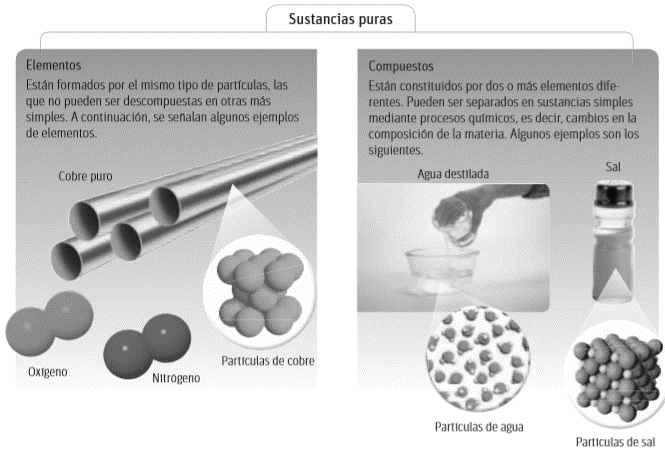 Sustancias puras
Elementos
Están formados por el mismo tipo de partículas, las
que no pueden ser descompuestas en otras más
simples. A continuación, se señalan algunos ejemplos
de elementos.
Cobre puro
Partículas de cobre
Oxígeno
Nitrógeno
Compuestos
Están constituidos por dos o más elementos dife-
rentes. Pueden ser separados en sustancias simples
mediante procesos químicos, es decir, cambios en la
composición de la materia. Algunos ejemplos son los
siguientes.
Agua destilada
Sal
Partículas de agua
Partículas de sal